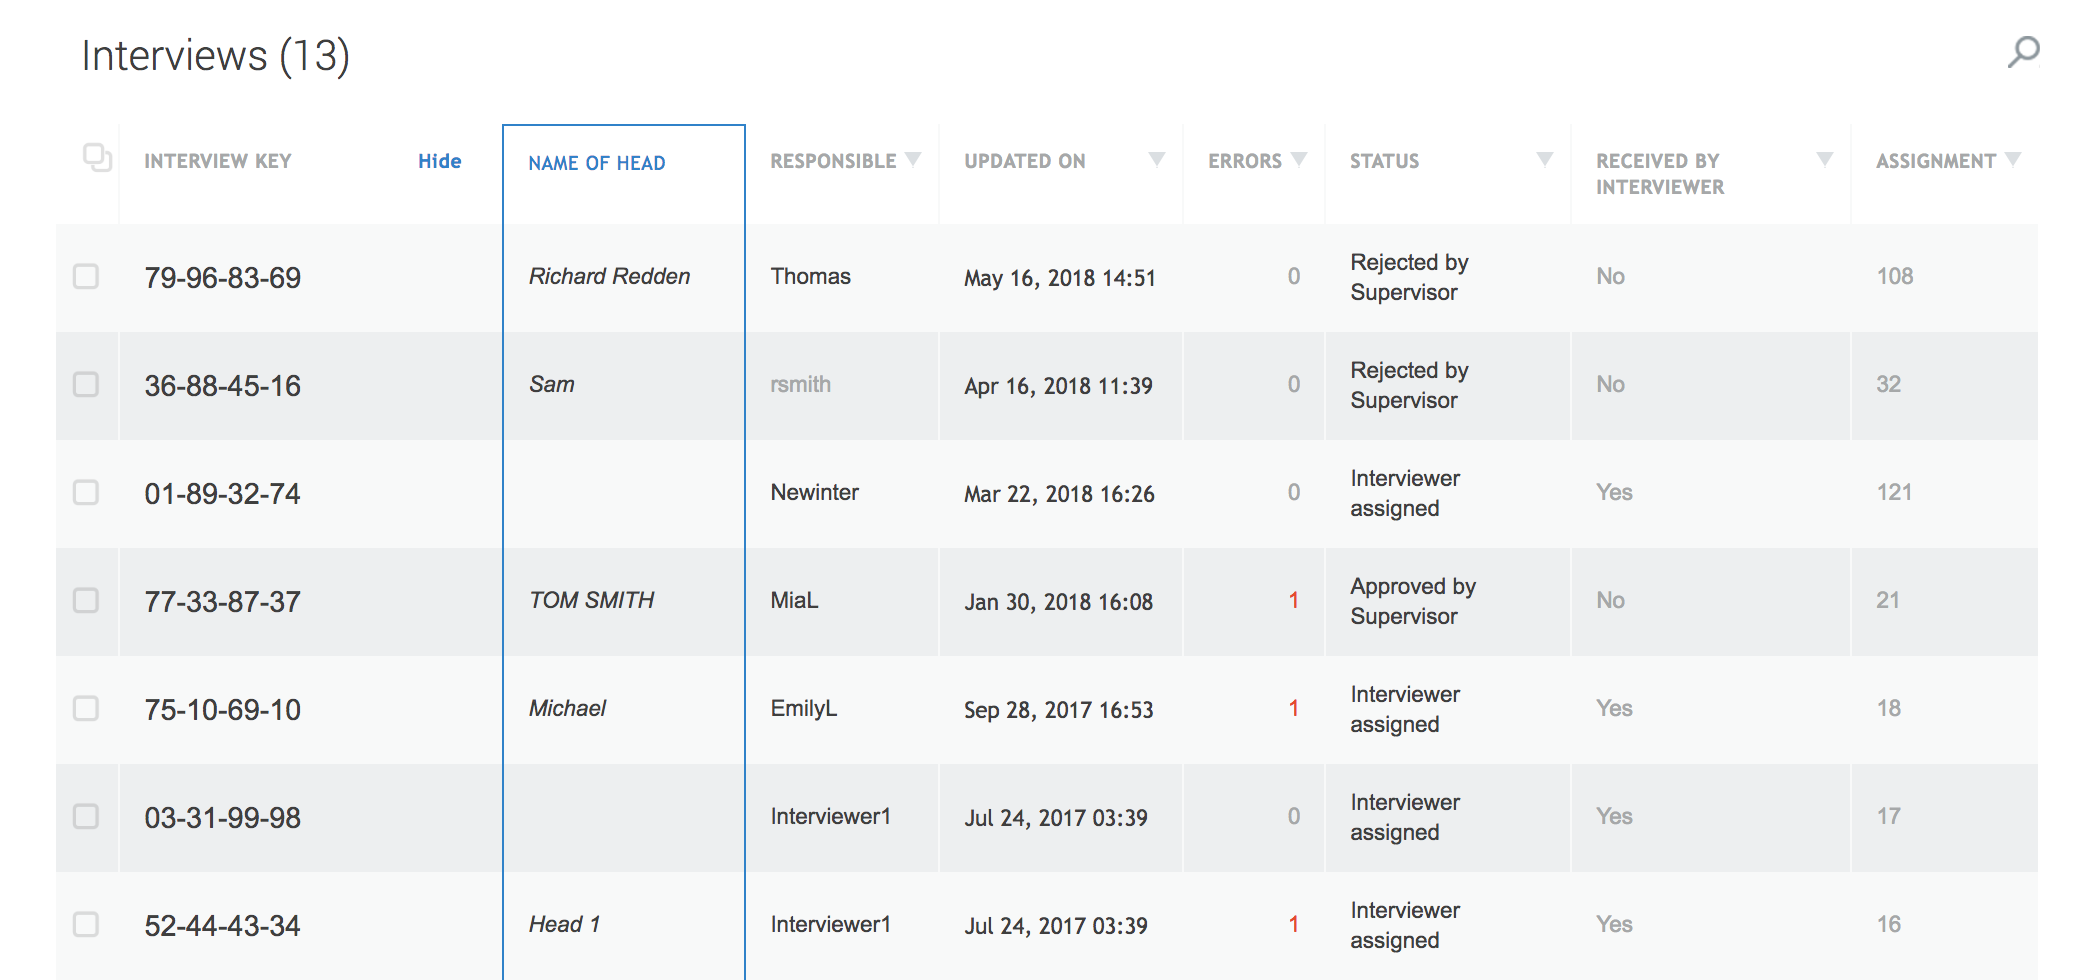 Interviews (13)
INTERVIEW KEY Hide NAME OF HEAD RESPONSIBLE UPDATED ON ERRORS STATUS RECEIVED BY INTERVIEWER ASSIGNMENT
79-96-83-69 Richard Redden Thomas May 16, 2018 14:51 0 Rejected by Supervisor No 108
36-88-45-16 Sam rsmith Apr 16, 2018 11:39 0 Rejected by Supervisor No 32
01-89-32-74 Newinter Mar 22, 2018 16:26 0 Interviewer assigned Yes 121
77-33-87-37 TOM SMITH MiaL Jan 30, 2018 16:08 1 Approved by Supervisor No 21
75-10-69-10 Michael EmilyL Sep 28, 2017 16:53 1 Interviewer assigned Yes 18
03-31-99-98 Interviewer1 Jul 24, 2017 03:39 0 Interviewer assigned Yes 17
52-44-43-34 Head 1 Interviewer1 Jul 24, 2017 03:39 1 Interviewer assigned Yes 16